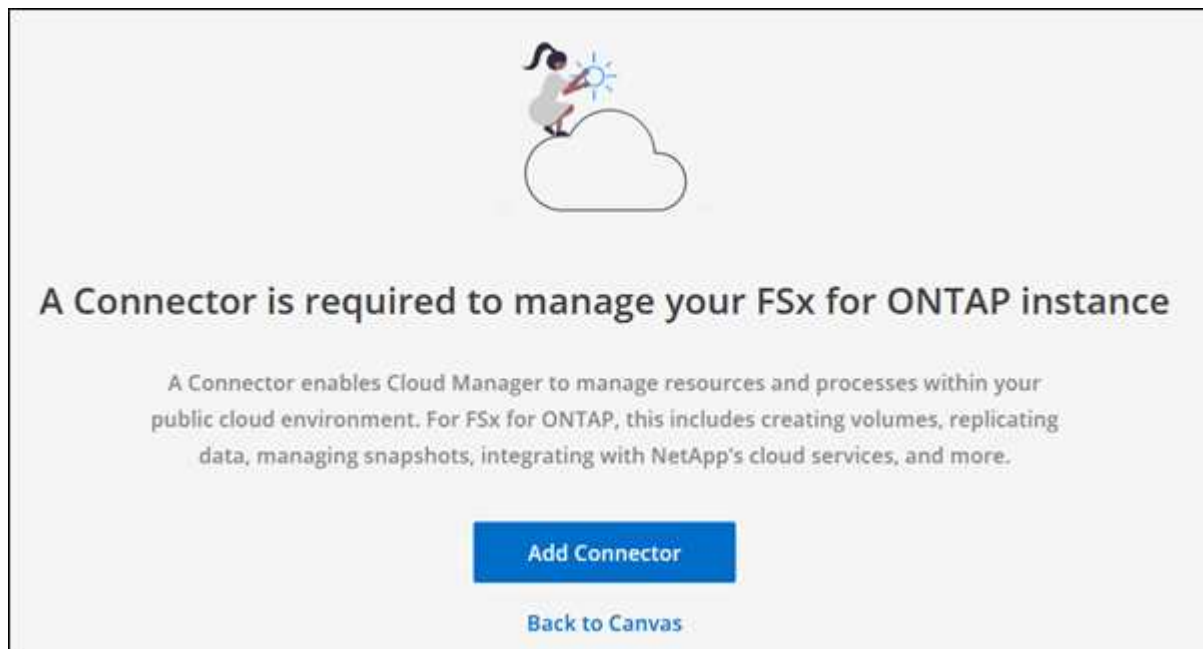 A Connector is required to manage your FSx for ONTAP instance
A Connector enables Cloud Manager to manage resources and processes within your
public cloud environment. For FSx for ONTAP, this includes creating volumes, replicating
data, managing snapshots, integrating with NetApp's cloud services, and more.
Add Connector
Back to Canvas